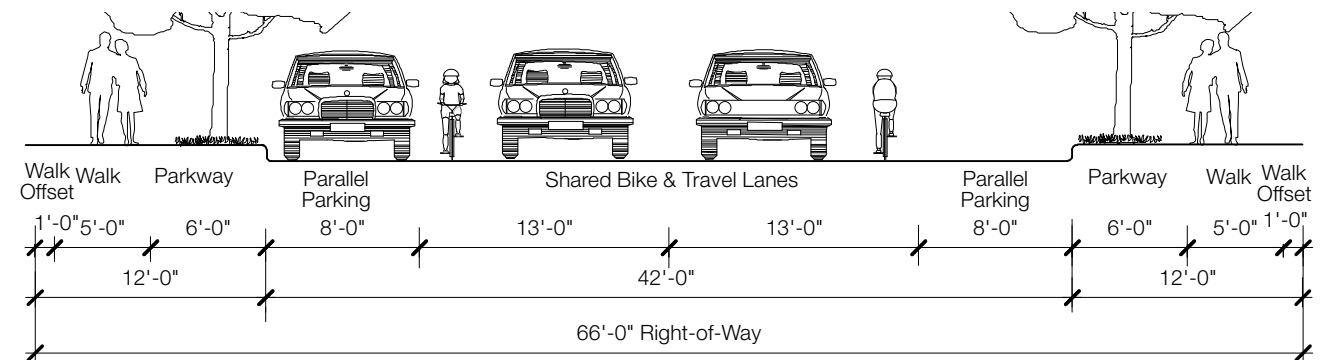 Walk Offset
Walk
Parkway
Parallel Parking
Shared Bike & Travel Lanes
Parallel Parking
Parkway
Walk
Walk Offset
1'-0" 5'-0" 6'-0" 8'-0" 13'-0" 13'-0" 8'-0" 6'-0" 5'-0" 1'-0"
12'-0" 42'-0" 12'-0"
66'-0" Right-of-Way